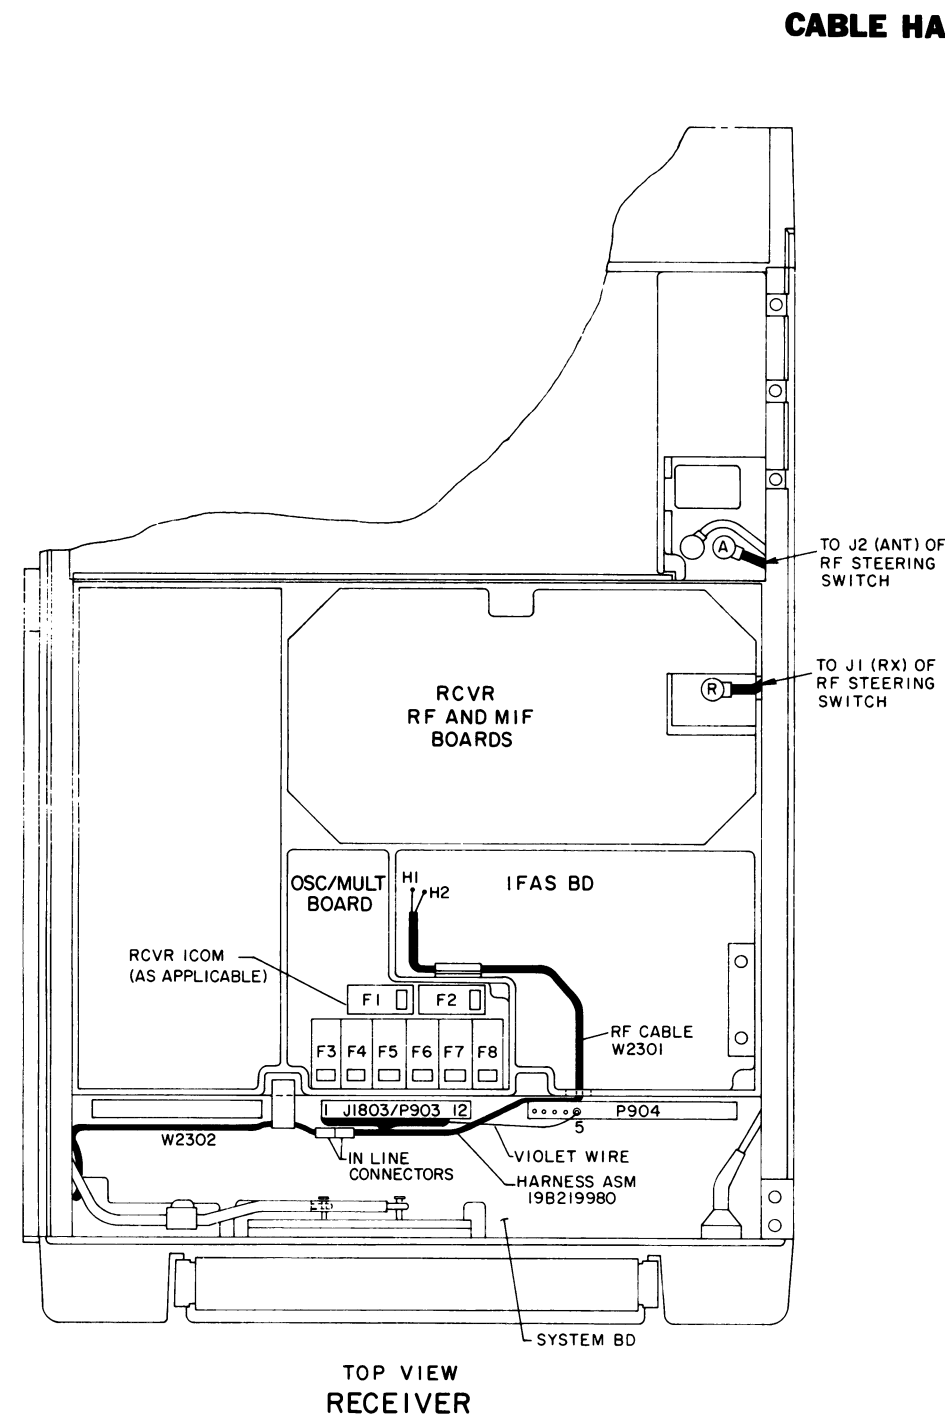 CABLE HA
A
TO J2 (ANT) OF
RF STEERING
SWITCH
TO J1 (RX) OF
RF STEERING
SWITCH
R
RCVR
RF AND MIF
BOARDS
OSC/MULT
BOARD
H1
H2
IFAS BD
RCVR ICOM
(AS APPLICABLE)
F1
F2
F3 F4 F5 F6 F7 F8
RF CABLE
W2301
1 J1803/P903 12
P904
5
W2302
IN LINE
CONNECTORS
VIOLET WIRE
HARNESS ASM
19B219980
SYSTEM BD
TOP VIEW
RECEIVER